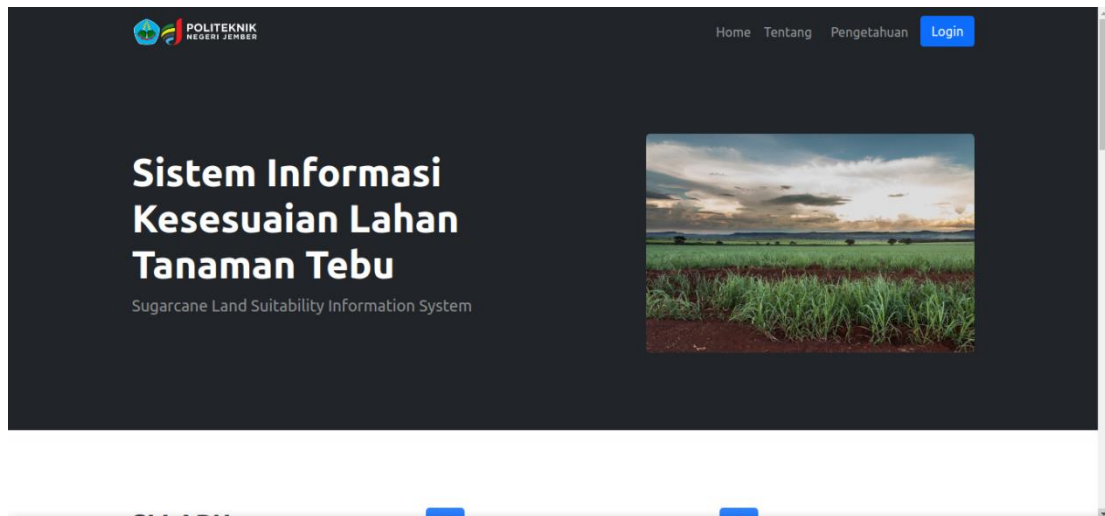 POLITEKNIK
NEGERI JEMBER
Home Tentang Pengetahuan Login
Sistem Informasi
Kesesuaian Lahan
Tanaman Tebu
Sugarcane Land Suitability Information System